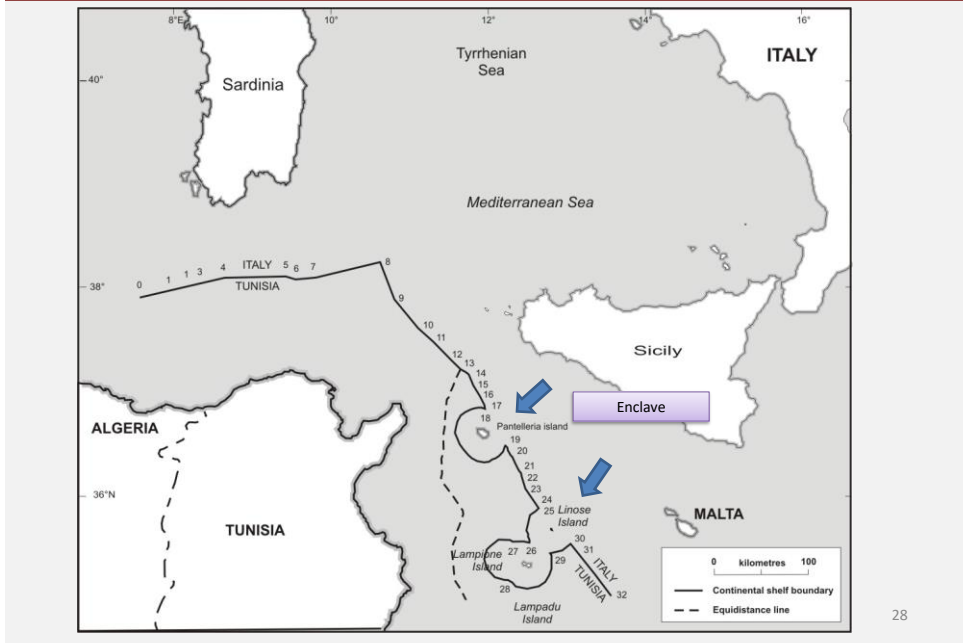 8°E
10°
12°
14°
16°
40°
Sardinia
Tyrrhenian
Sea
ITALY
Mediterranean Sea
38°
0
1
1
3
4
ITALY
TUNISIA
5
6
7
8
9
10
11
12
13
14
15
16
17
18
Pantelleria island
Enclave
Sicily
19
20
21
22
23
24
25
Linose
Island
ALGERIA
36°N
TUNISIA
MALTA
Lampione
Island
27
26
28
29
30
31
ITALY
TUNISIA
32
Lampadu
Island
0 kilometres 100
Continental shelf boundary
Equidistance line
28